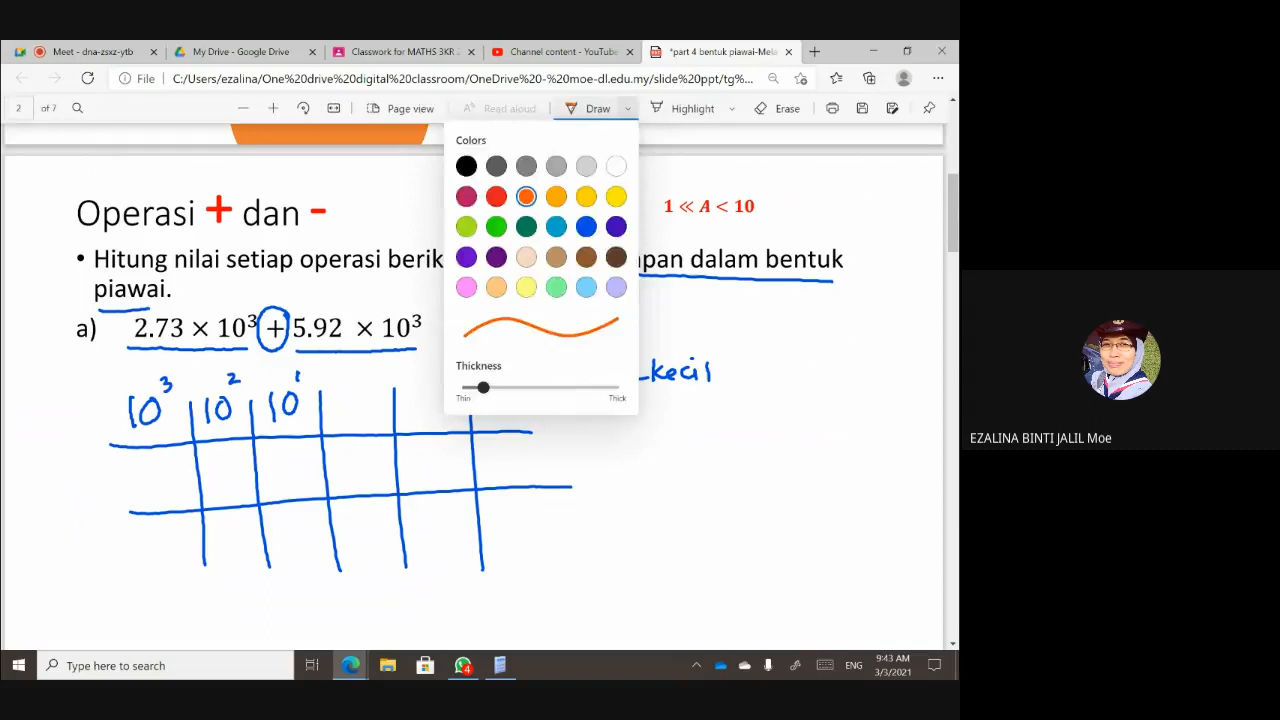 Meet - dna-zsxz-ytb
My Drive - Google Drive
Classwork for MATHS 3KR
Channel content - YouTube
*part 4 bentuk piawai-Mela
File
C:/Users/ezalina/One%20drive%20digital%20classroom/OneDrive%20-%20moe-dl.edu.my/slide%20ppt/tg%...
2 of 7
Page view
Read aloud
Draw
Highlight
Erase
Colors
Thickness
Thin
Thick
Operasi + dan -
1 ≪ A < 10
• Hitung nilai setiap operasi berik
pan dalam bentuk
piawai.
a) 2.73 × 10³ + 5.92 × 10³
kecil
10³ 10² 10¹
EZALINA BINTI JALIL Moe
Type here to search
4
ENG
9:43 AM
3/3/2021